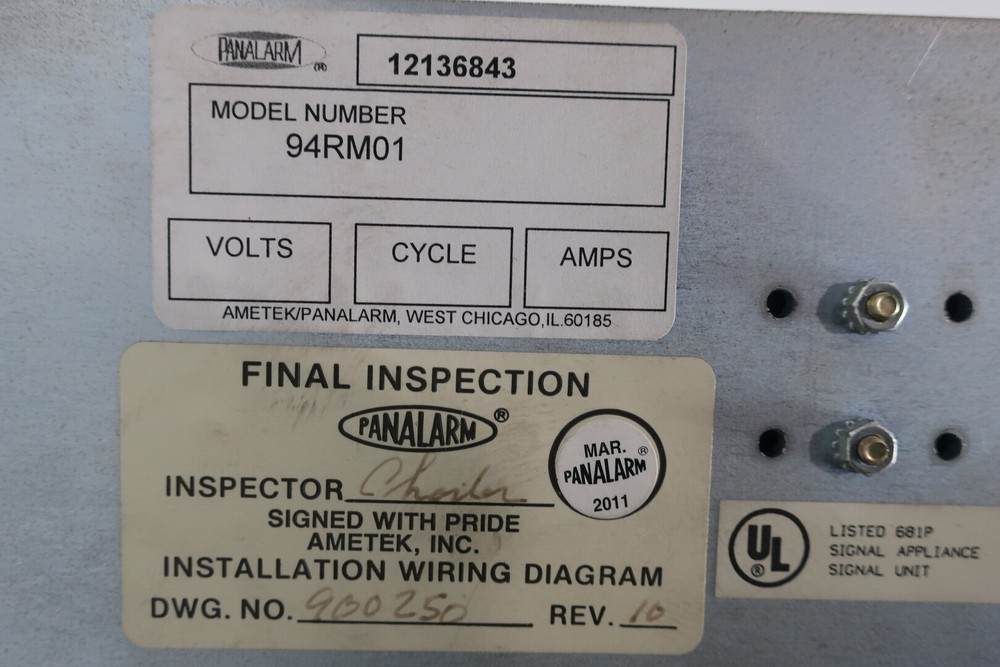 PANALARM ®
12136843
MODEL NUMBER
94RM01
VOLTS
CYCLE
AMPS
AMETEK/PANALARM, WEST CHICAGO,IL.60185
FINAL INSPECTION
PANALARM ®
INSPECTOR
MAR.
PANALARM ®
2011
SIGNED WITH PRIDE
AMETEK, INC.
INSTALLATION WIRING DIAGRAM
DWG. NO. 900250 REV. 10
UL ®
LISTED 681P
SIGNAL APPLIANCE
SIGNAL UNIT